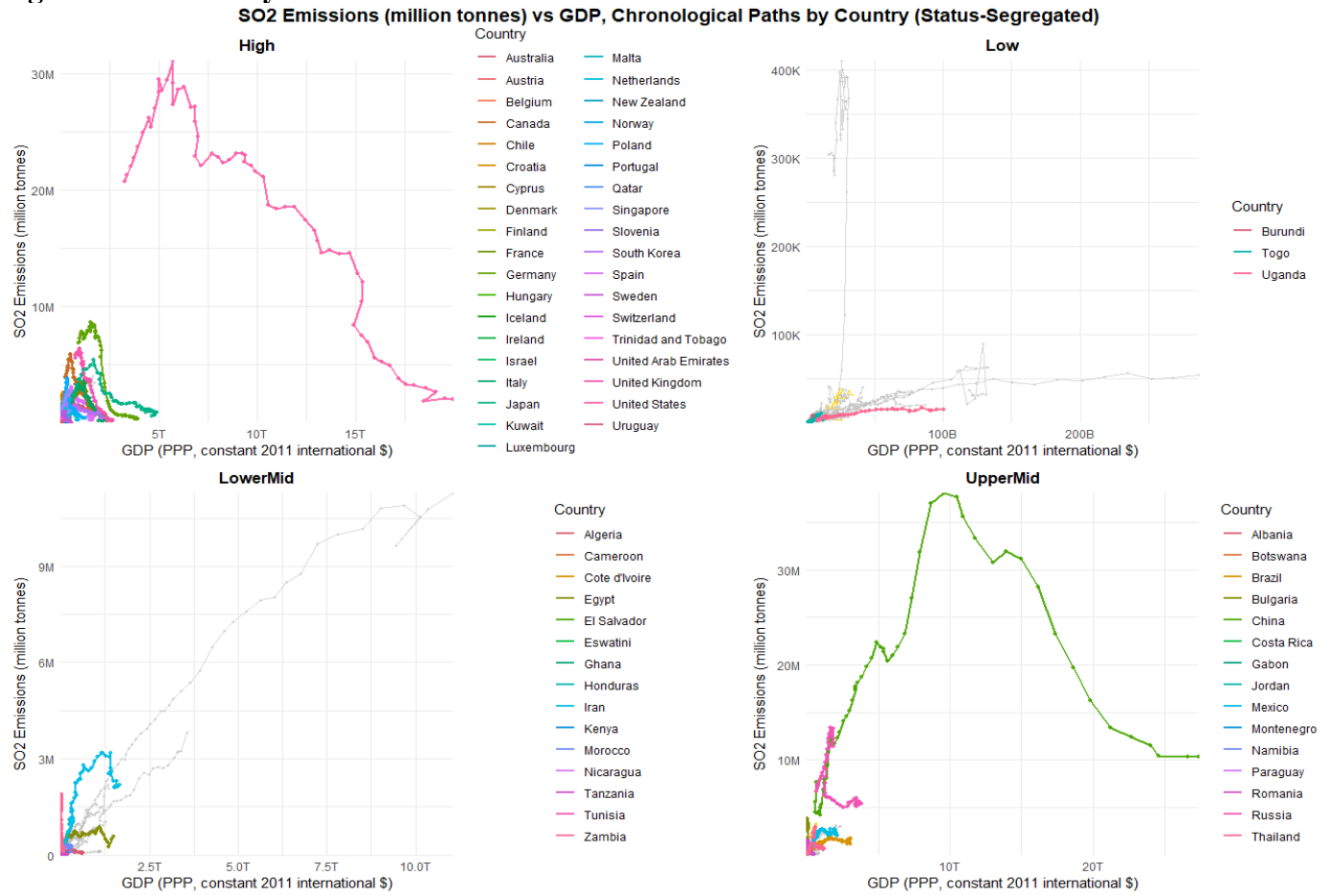 SO2 Emissions (million tonnes) vs GDP, Chronological Paths by Country (Status-Segregated)
High
30M
20M
10M
SO2 Emissions (million tonnes)
5T 10T 15T
GDP (PPP, constant 2011 international $)
Country
Australia
Austria
Belgium
Canada
Chile
Croatia
Cyprus
Denmark
Finland
France
Germany
Hungary
Iceland
Ireland
Israel
Italy
Japan
Kuwait
Luxembourg
Malta
Netherlands
New Zealand
Norway
Poland
Portugal
Qatar
Singapore
Slovenia
South Korea
Spain
Sweden
Switzerland
Trinidad and Tobago
United Arab Emirates
United Kingdom
United States
Uruguay
Low
400K
300K
200K
100K
SO2 Emissions (million tonnes)
100B 200B
GDP (PPP, constant 2011 international $)
Country
Burundi
Togo
Uganda
LowerMid
9M
6M
3M
0
SO2 Emissions (million tonnes)
2.5T 5.0T 7.5T 10.0T
GDP (PPP, constant 2011 international $)
Country
Algeria
Cameroon
Cote d'Ivoire
Egypt
El Salvador
Eswatini
Ghana
Honduras
Iran
Kenya
Morocco
Nicaragua
Tanzania
Tunisia
Zambia
UpperMid
30M
20M
10M
SO2 Emissions (million tonnes)
10T 20T
GDP (PPP, constant 2011 international $)
Country
Albania
Botswana
Brazil
Bulgaria
China
Costa Rica
Gabon
Jordan
Mexico
Montenegro
Namibia
Paraguay
Romania
Russia
Thailand